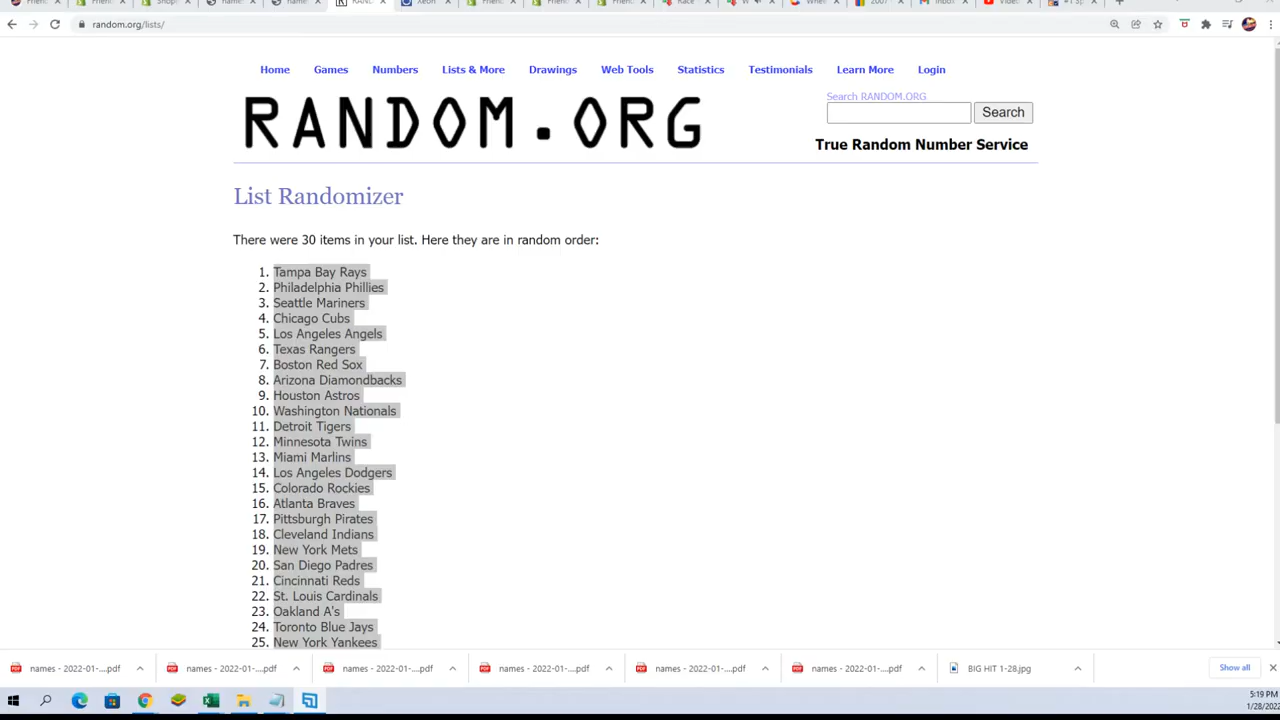 random.org/lists/
Home Games Numbers Lists & More Drawings Web Tools Statistics Testimonials Learn More Login
RANDOM.ORG
Search RANDOM.ORG
Search
True Random Number Service
List Randomizer
There were 30 items in your list. Here they are in random order:
1. Tampa Bay Rays
2. Philadelphia Phillies
3. Seattle Mariners
4. Chicago Cubs
5. Los Angeles Angels
6. Texas Rangers
7. Boston Red Sox
8. Arizona Diamondbacks
9. Houston Astros
10. Washington Nationals
11. Detroit Tigers
12. Minnesota Twins
13. Miami Marlins
14. Los Angeles Dodgers
15. Colorado Rockies
16. Atlanta Braves
17. Pittsburgh Pirates
18. Cleveland Indians
19. New York Mets
20. San Diego Padres
21. Cincinnati Reds
22. St. Louis Cardinals
23. Oakland A's
24. Toronto Blue Jays
25. New York Yankees
names - 2022-01-....pdf names - 2022-01-....pdf names - 2022-01-....pdf names - 2022-01-....pdf names - 2022-01-....pdf names - 2022-01-....pdf BIG HIT 1-28.jpg Show all
5:19 PM
1/28/2022